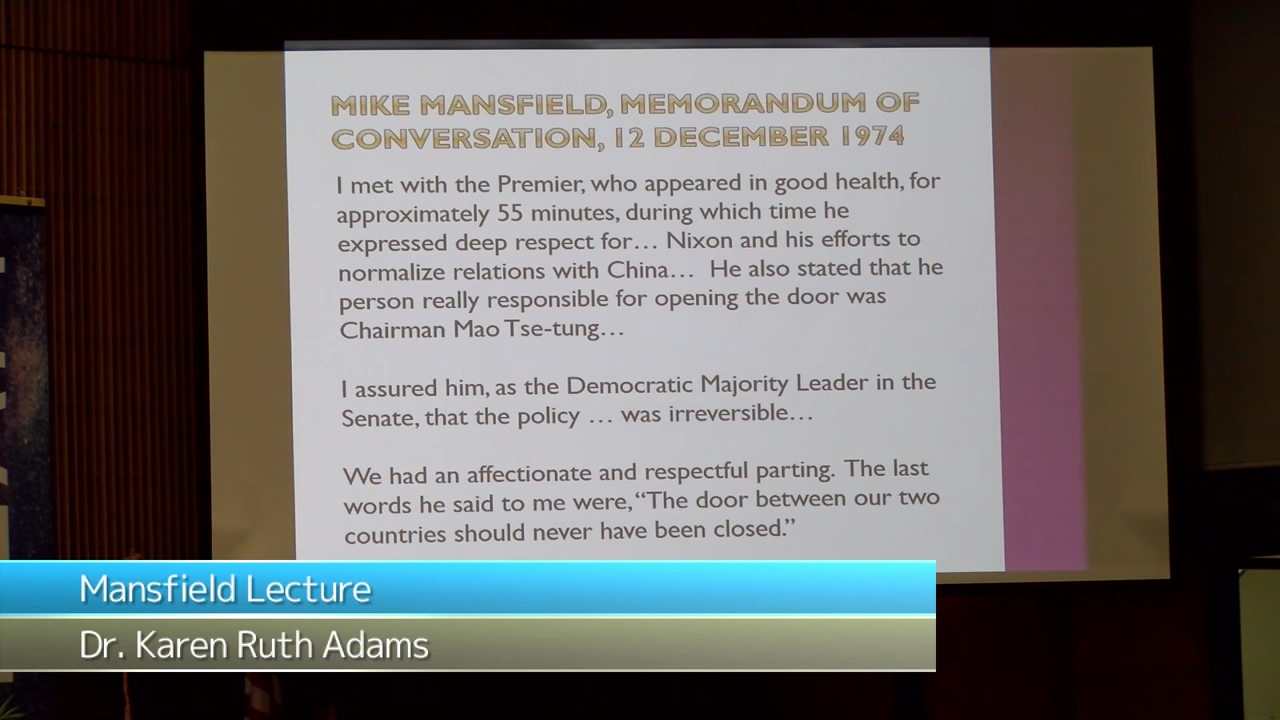 MIKE MANSFIELD, MEMORANDUM OF
CONVERSATION, 12 DECEMBER 1974
I met with the Premier, who appeared in good health, for
approximately 55 minutes, during which time he
expressed deep respect for… Nixon and his efforts to
normalize relations with China… He also stated that he
person really responsible for opening the door was
Chairman Mao Tse-tung…
I assured him, as the Democratic Majority Leader in the
Senate, that the policy … was irreversible…
We had an affectionate and respectful parting. The last
words he said to me were, “The door between our two
countries should never have been closed.”
Mansfield Lecture
Dr. Karen Ruth Adams